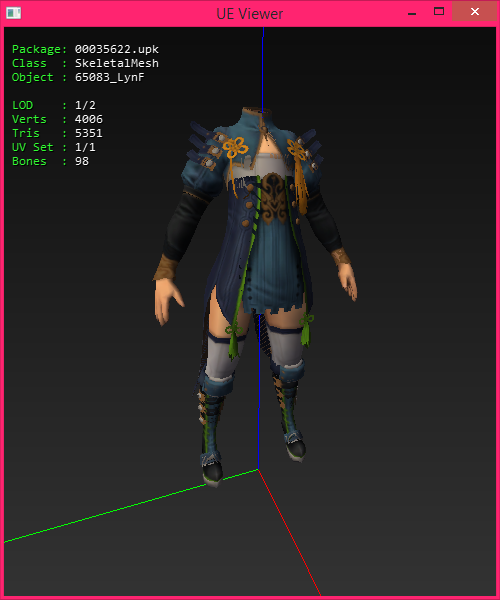 UE Viewer
Package: 00035622.upk
Class : SkeletalMesh
Object : 65083_LynF
LOD : 1/2
Verts : 4006
Tris : 5351
UV Set : 1/1
Bones : 98